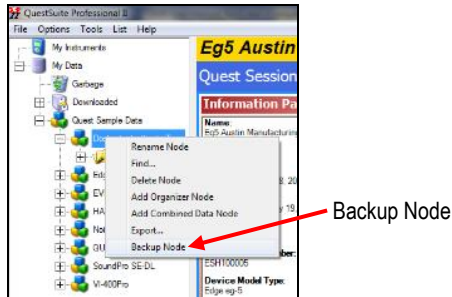 QuestSuite Professional II
File Options Tools List Help
My Instruments
My Data
Garbage
Downloaded
Quest Sample Data
Rename Node
Find...
Delete Node
Add Organizer Node
Add Combined Data Node
Export...
Backup Node
SoundPro SE-DL
VI-400Pro
Eg5 Austin
Quest Session
Information Pa
Name:
Eg5 Austin Manufacturin
ber:
ESH100005
Device Model Type:
Edge eg-5
Backup Node